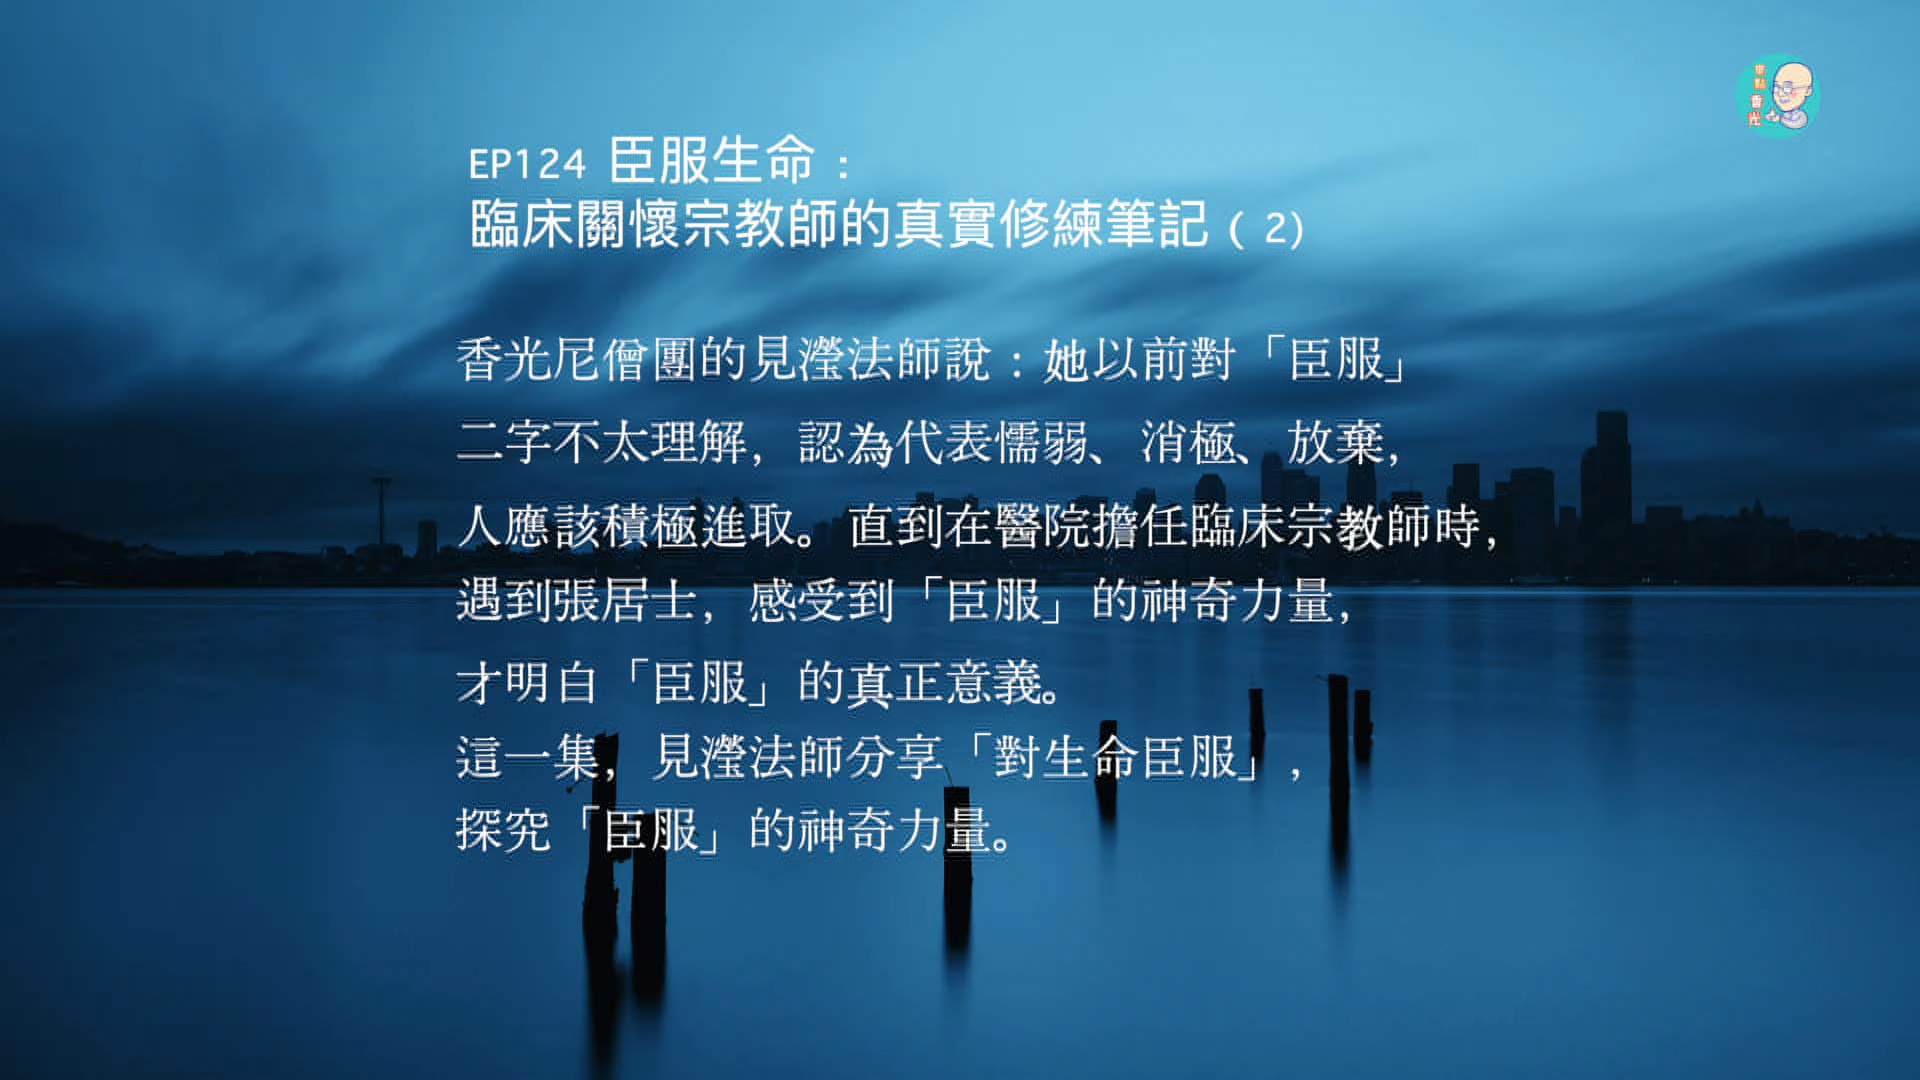 EP124 臣服生命：
臨床關懷宗教師的真實修練筆記（2）
香光尼僧團的見瀅法師說：她以前對「臣服」
二字不太理解，認為代表懦弱、消極、放棄，
人應該積極進取。直到在醫院擔任臨床宗教師時，
遇到張居士，感受到「臣服」的神奇力量，
才明白「臣服」的真正意義。
這一集，見瀅法師分享「對生命臣服」，
探究「臣服」的神奇力量。